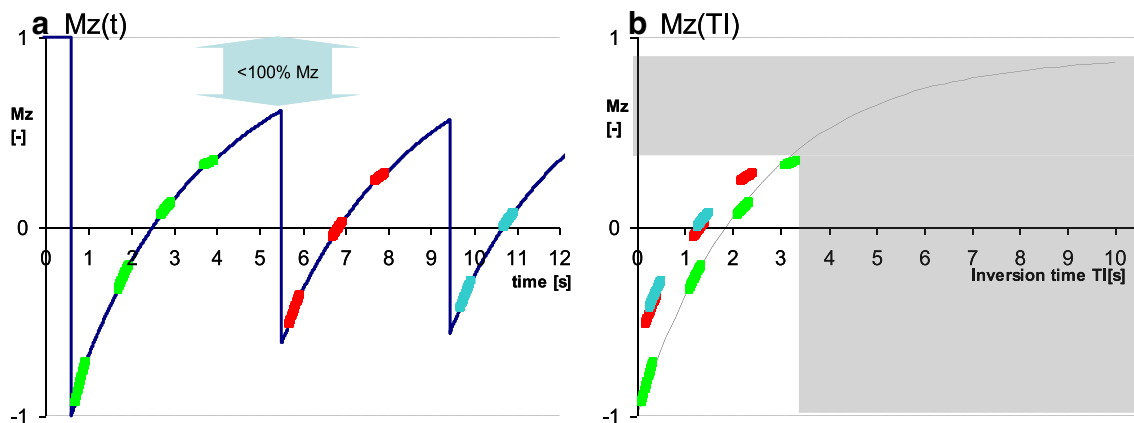 a Mz(t)
1
<100% Mz
Mz
[-]
0
0 1 2 3 4 5 6 7 8 9 10 11 12
time [s]
-1
b Mz(TI)
1
Mz
[-]
0
0 1 2 3 4 5 6 7 8 9 10
Inversion time TI[s]
-1